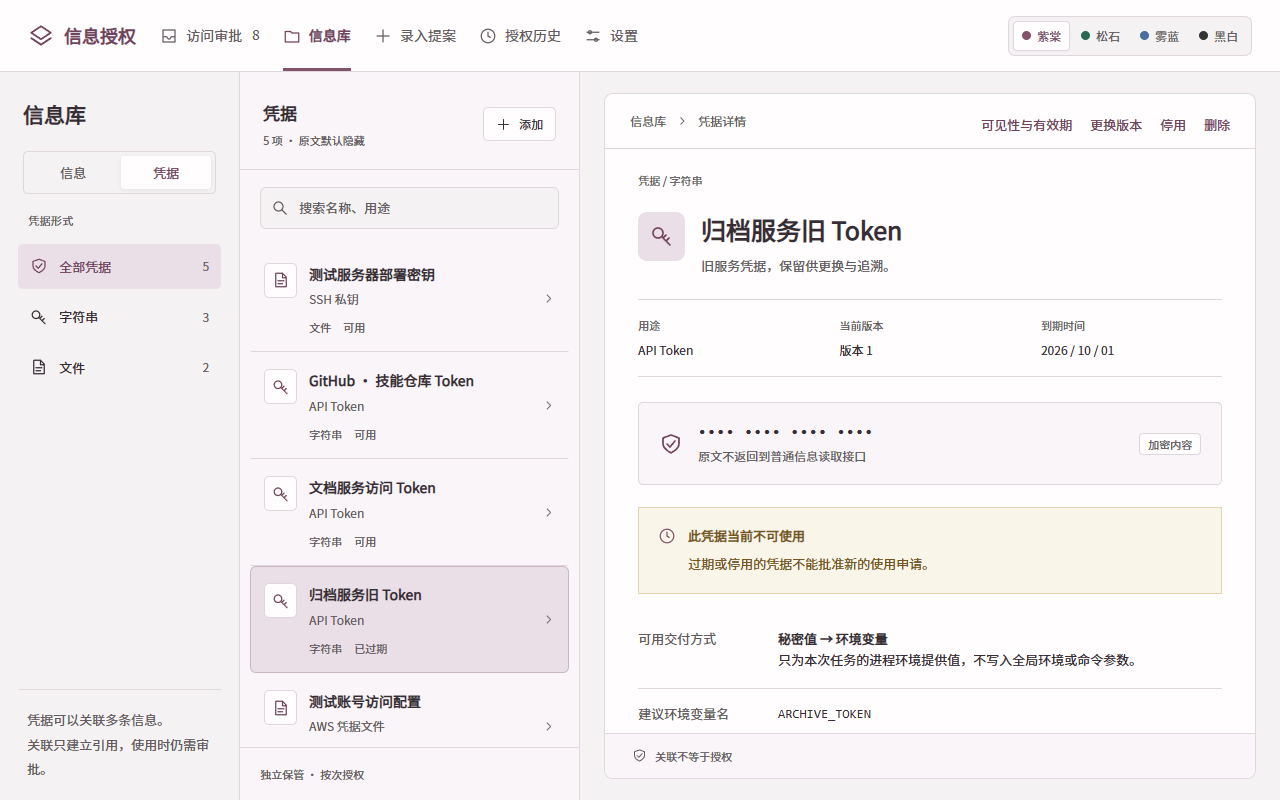 信息授权
访问审批 8
信息库
录入提案
授权历史
设置
紫棠
松石
雾蓝
黑白
信息库
信息
凭据
凭据形式
全部凭据 5
字符串 3
文件 2
凭据可以关联多条信息。
关联只建立引用，使用时仍需审
批。
凭据
5 项 · 原文默认隐藏
添加
搜索名称、用途
测试服务器部署密钥
SSH 私钥
文件 可用
GitHub · 技能仓库 Token
API Token
字符串 可用
文档服务访问 Token
API Token
字符串 可用
归档服务旧 Token
API Token
字符串 已过期
测试账号访问配置
AWS 凭据文件
独立保管 · 按次授权
信息库 > 凭据详情
可见性与有效期 更换版本 停用 删除
凭据 / 字符串
归档服务旧 Token
旧服务凭据，保留供更换与追溯。
用途 当前版本 到期时间
API Token 版本 1 2026 / 10 / 01
•••• •••• •••• ••••
原文不返回到普通信息读取接口
加密内容
此凭据当前不可使用
过期或停用的凭据不能批准新的使用申请。
可用交付方式 秘密值 → 环境变量
只为本次任务的进程环境提供值，不写入全局环境或命令参数。
建议环境变量名 ARCHIVE_TOKEN
关联不等于授权